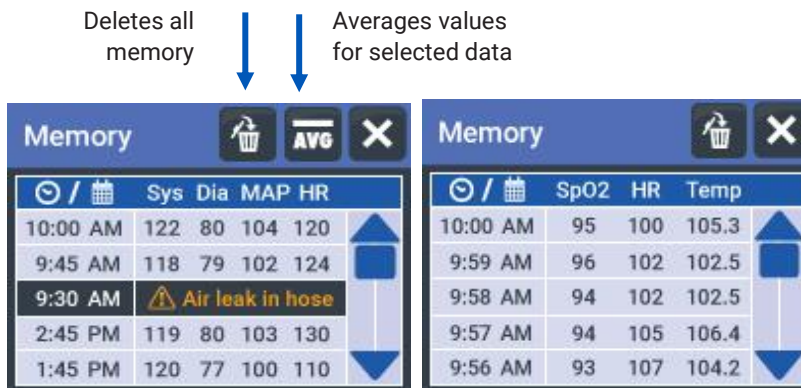 Deletes all
memory
Averages values
for selected data
Memory AVG
Sys Dia MAP HR
10:00 AM 122 80 104 120
9:45 AM 118 79 102 124
9:30 AM Air leak in hose
2:45 PM 119 80 103 130
1:45 PM 120 77 100 110
Memory
SpO2 HR Temp
10:00 AM 95 100 105.3
9:59 AM 96 102 102.5
9:58 AM 94 102 102.5
9:57 AM 94 105 106.4
9:56 AM 93 107 104.2